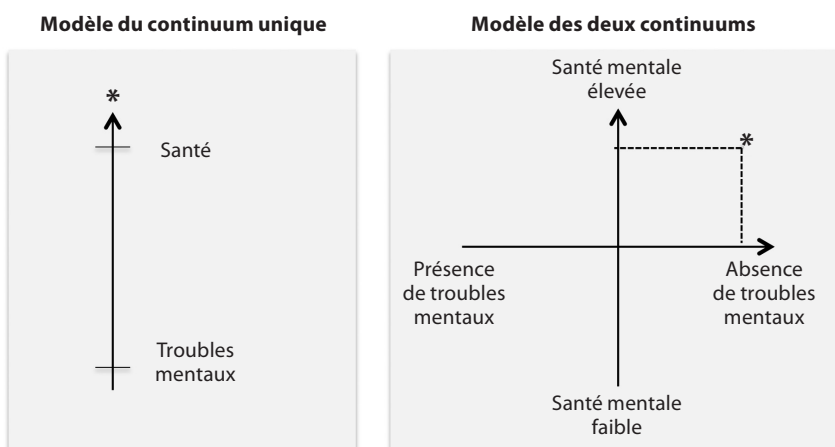 Modèle du continuum unique
*
Santé
Troubles
mentaux
Modèle des deux continuums
Santé mentale
élevée
*
Présence
de troubles
mentaux
Absence
de troubles
mentaux
Santé mentale
faible